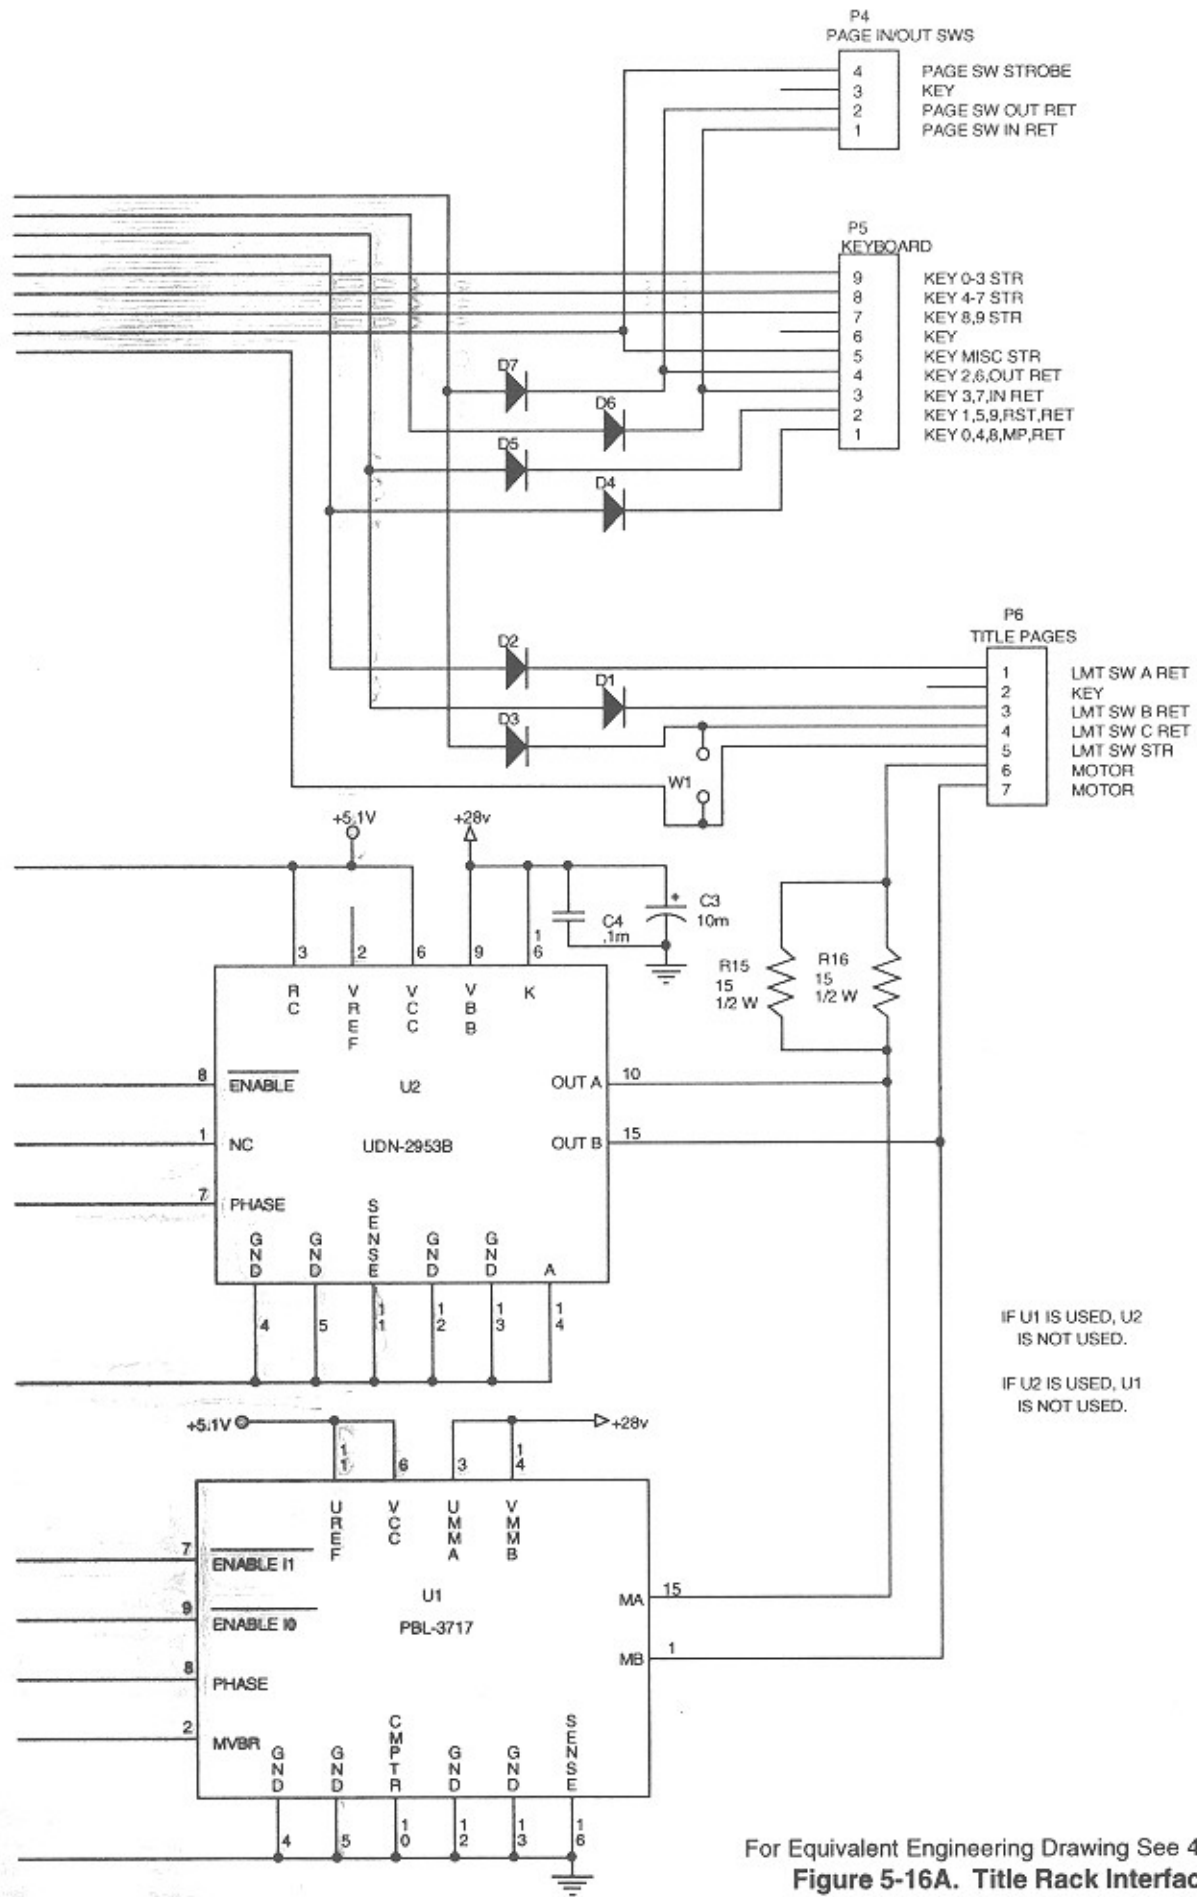 P4
PAGE IN/OUT SWS
4 PAGE SW STROBE
3 KEY
2 PAGE SW OUT RET
1 PAGE SW IN RET
P5
KEYBOARD
9 KEY 0-3 STR
8 KEY 4-7 STR
7 KEY 8,9 STR
6 KEY
5 KEY MISC STR
4 KEY 2,6,OUT RET
3 KEY 3,7,IN RET
2 KEY 1,5,9,RST,RET
1 KEY 0,4,8,MP,RET
D7
D6
D5
D4
P6
TITLE PAGES
D2
D1
D3
1 LMT SW A RET
2 KEY
3 LMT SW B RET
4 LMT SW C RET
5 LMT SW STR
6 MOTOR
7 MOTOR
W1
+5.1V
+28v
C3
10m
C4
.1m
3 2 6 9 16
RC VREF VCC VBB K
R15
15
1/2 W
R16
15
1/2 W
8 ENABLE U2 OUT A 10
1 NC UDN-2953B OUT B 15
7 PHASE
GND GND SENSE GND GND A
4 5 11 12 13 14
IF U1 IS USED, U2
IS NOT USED.
IF U2 IS USED, U1
IS NOT USED.
+5.1V
+28v
11 6 3 14
UREF VCC UMMA VMMB
7 ENABLE I1
U1
MA 15
9 ENABLE I0
PBL-3717
MB 1
8 PHASE
2 MVBR
GND GND CMPTR GND GND SENSE
4 5 10 12 13 16
For Equivalent Engineering Drawing See 4
Figure 5-16A. Title Rack Interfac